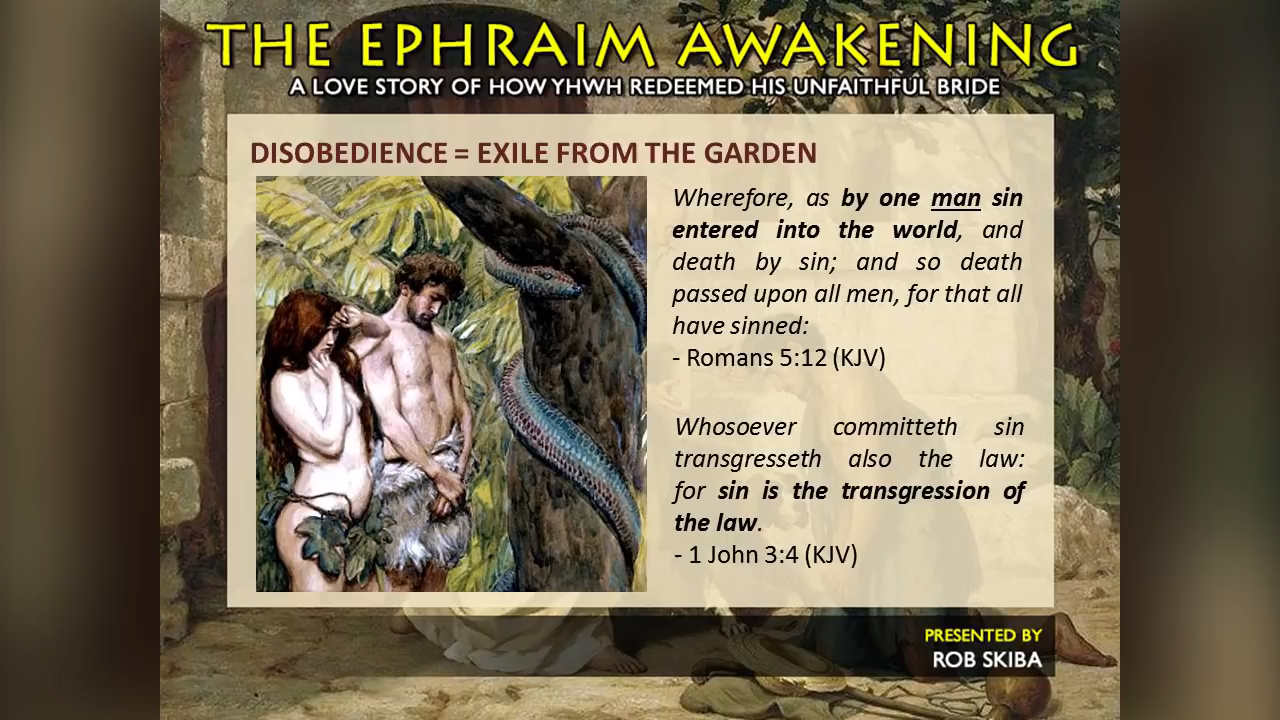 THE EPHRAIM AWAKENING
A LOVE STORY OF HOW YHWH REDEEMED HIS UNFAITHFUL BRIDE
DISOBEDIENCE = EXILE FROM THE GARDEN
Wherefore, as by one man sin
entered into the world, and
death by sin; and so death
passed upon all men, for that all
have sinned:
- Romans 5:12 (KJV)
Whosoever committeth sin
transgresseth also the law:
for sin is the transgression of
the law.
- 1 John 3:4 (KJV)
PRESENTED BY
ROB SKIBA